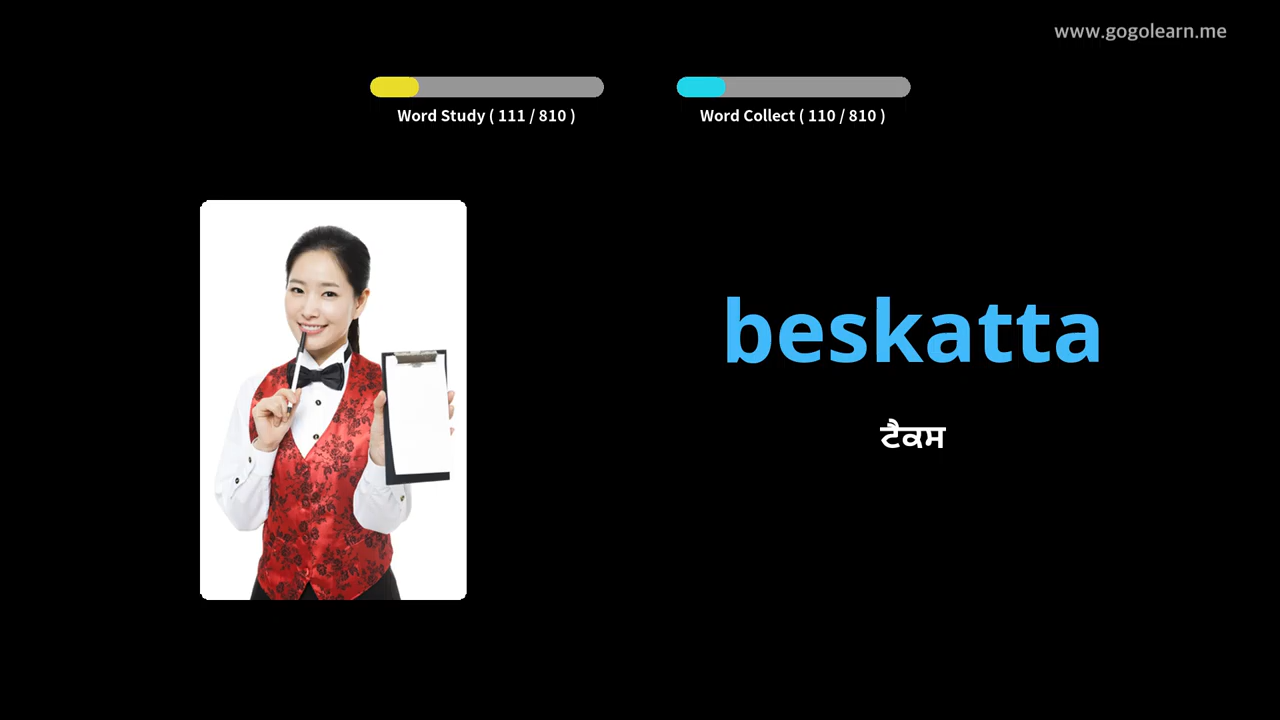 www.gogolearn.me
Word Study ( 111 / 810 )
Word Collect ( 110 / 810 )
beskatta
ਟੈਕਸ